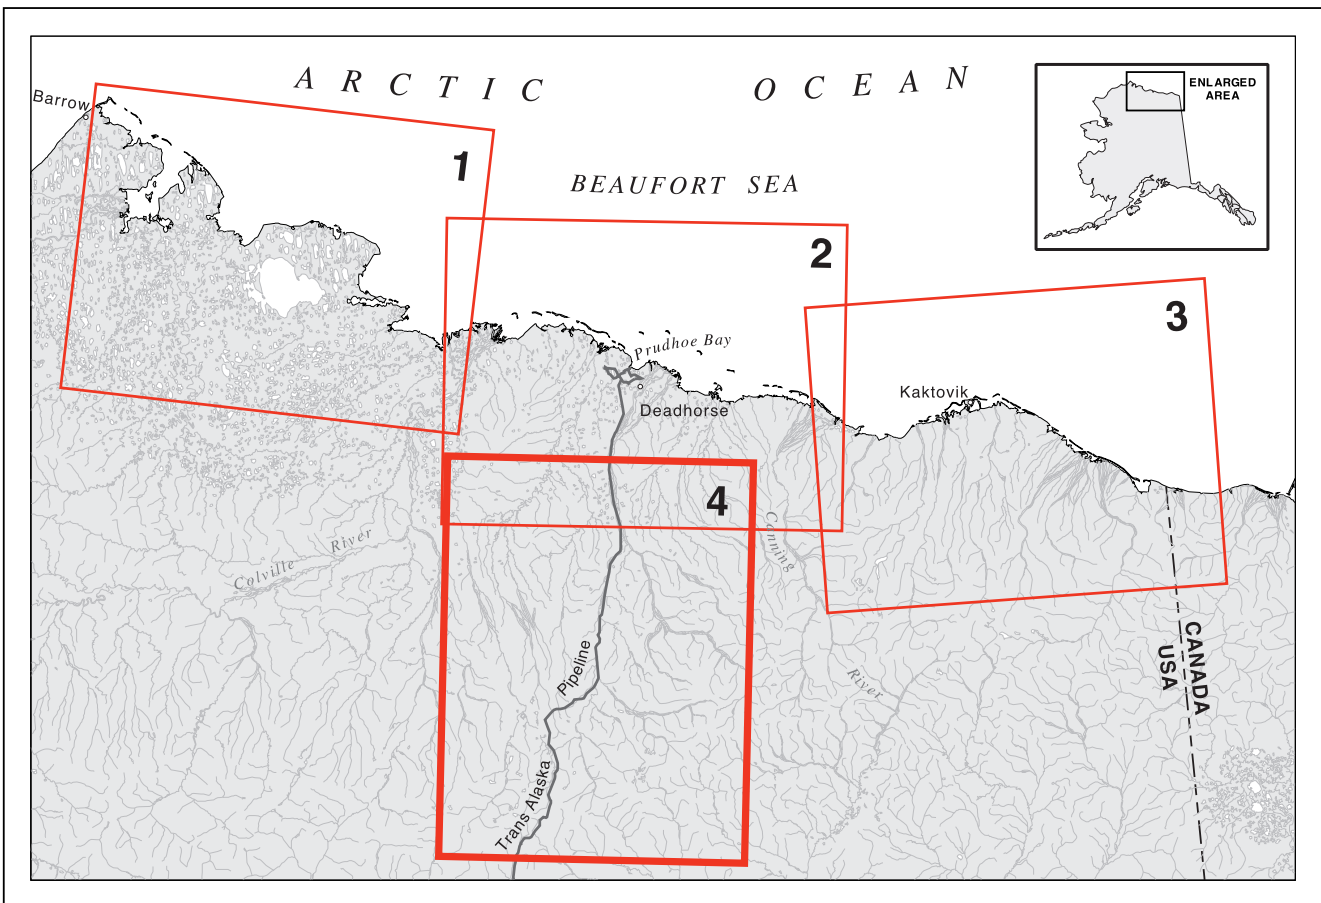 ARCTIC OCEAN
ENLARGED
AREA
Barrow
1
BEAUFORT SEA
2
3
Prudhoe Bay
Kaktovik
Deadhorse
4
Canning
River
Colville River
Pipeline
Trans Alaska
CANADA
USA